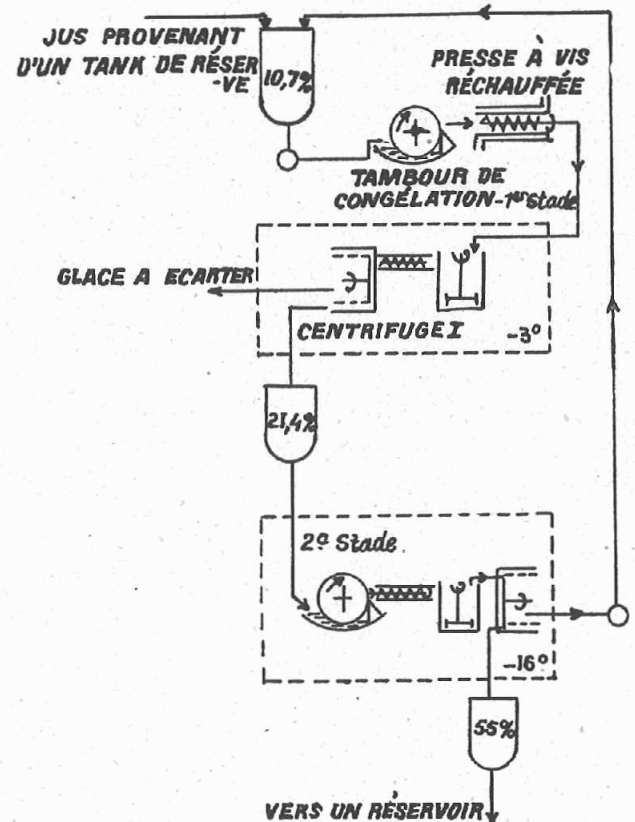 JUS PROVENANT
D'UN TANK DE RÉSER
-VE
10,7%
PRESSE À VIS
RÉCHAUFFÉE
TAMBOUR DE
CONGÉLATION-1er Stade
GLACE A ECARTER
CENTRIFUGE I
-3°
21,4%
2e Stade
-16°
55%
VERS UN RÉSERVOIR